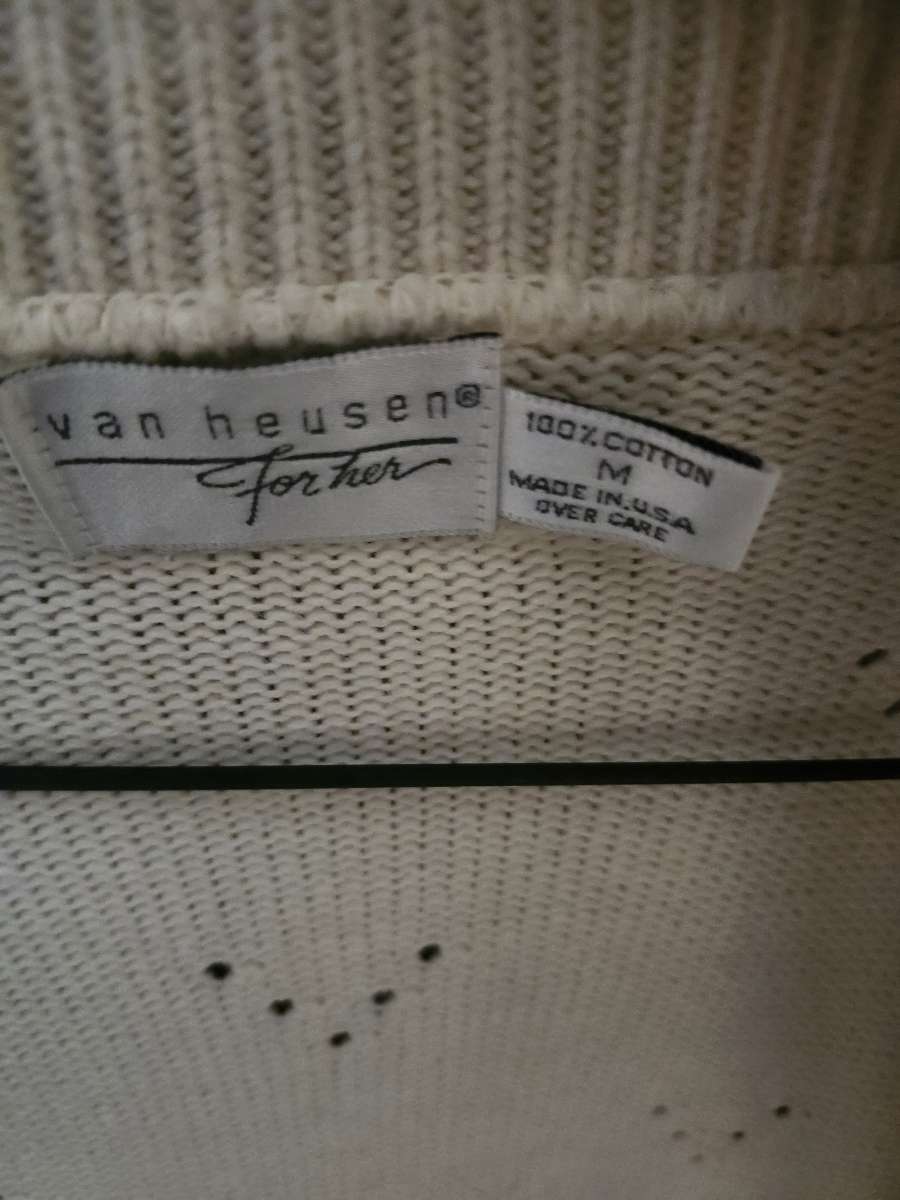 van heusen®
for her
100% COTTON
M
MADE IN U.S.A
OVER CARE